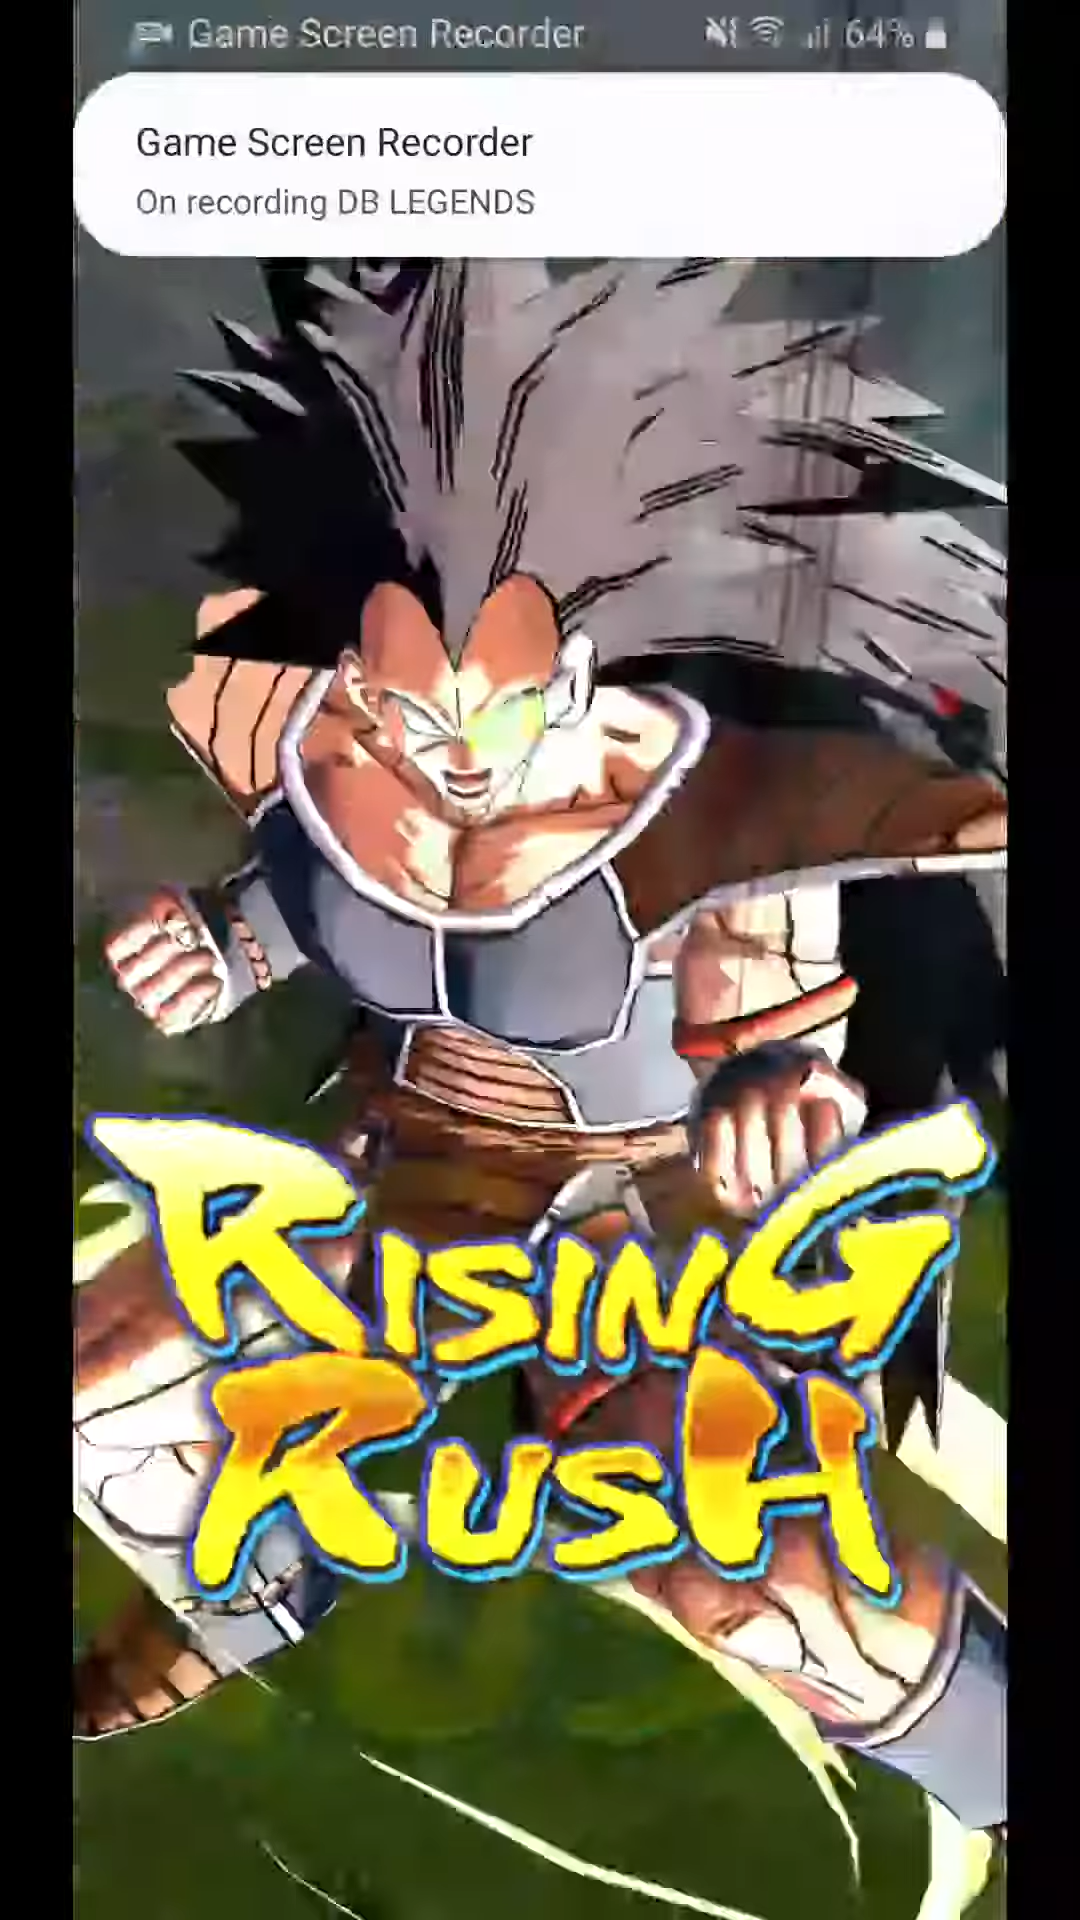 Game Screen Recorder 64%
Game Screen Recorder
On recording DB LEGENDS
RISING
RUSH